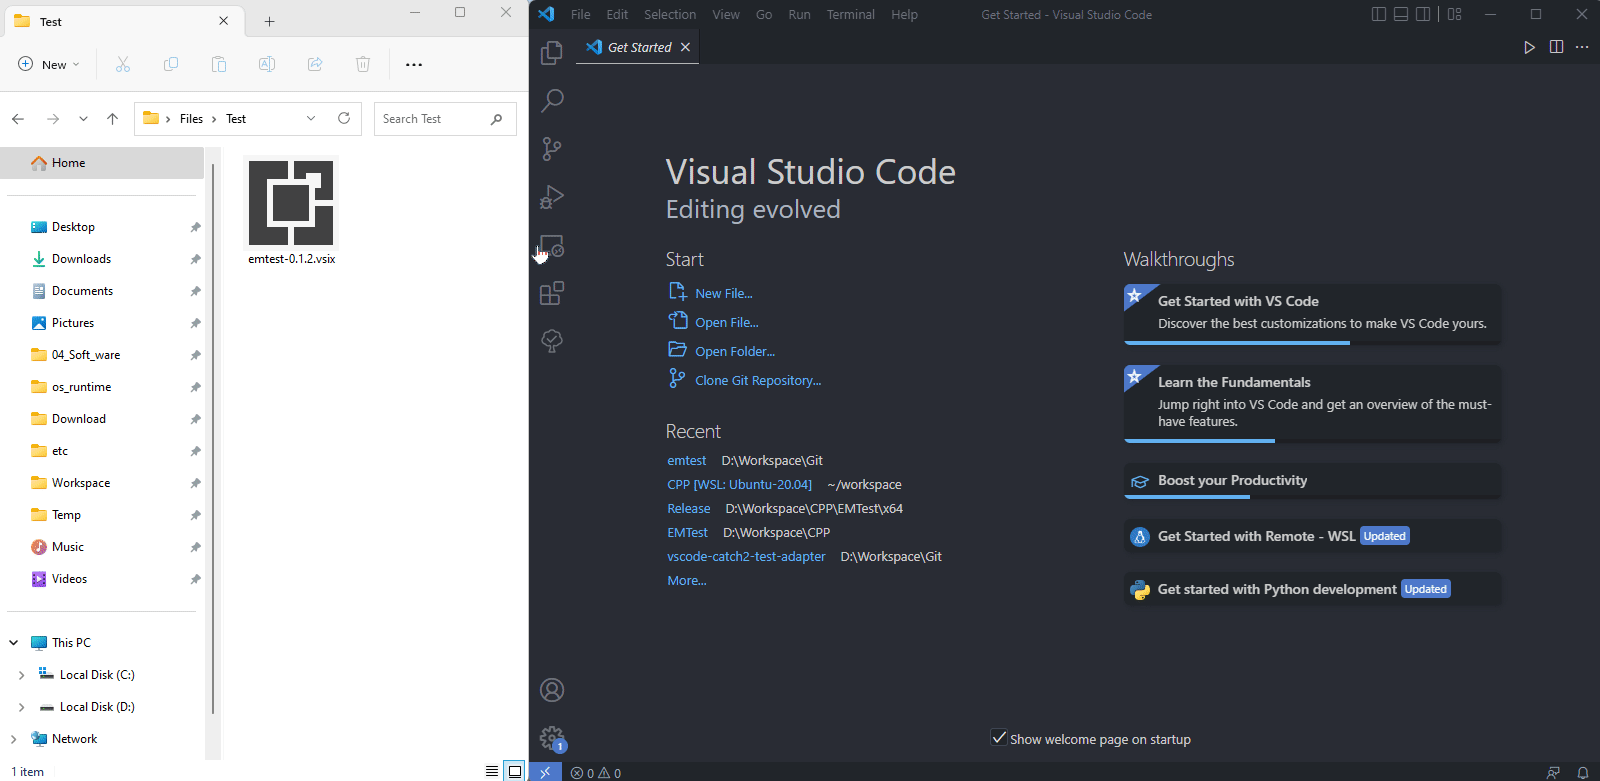 Test
New
Files > Test
Search Test
Home
Desktop
Downloads
Documents
Pictures
04_Soft_ware
os_runtime
Download
etc
Workspace
Temp
Music
Videos
This PC
Local Disk (C:)
Local Disk (D:)
Network
1 item
emtest-0.1.2.vsix
File Edit Selection View Go Run Terminal Help
Get Started - Visual Studio Code
Get Started
Visual Studio Code
Editing evolved
Start
New File...
Open File...
Open Folder...
Clone Git Repository...
Recent
emtest D:\Workspace\Git
CPP [WSL: Ubuntu-20.04] ~/workspace
Release D:\Workspace\CPP\EMTest\x64
EMTest D:\Workspace\CPP
vscode-catch2-test-adapter D:\Workspace\Git
More...
Walkthroughs
Get Started with VS Code
Discover the best customizations to make VS Code yours.
Learn the Fundamentals
Jump right into VS Code and get an overview of the must-
have features.
Boost your Productivity
Get Started with Remote - WSL Updated
Get started with Python development Updated
Show welcome page on startup
1
0 0